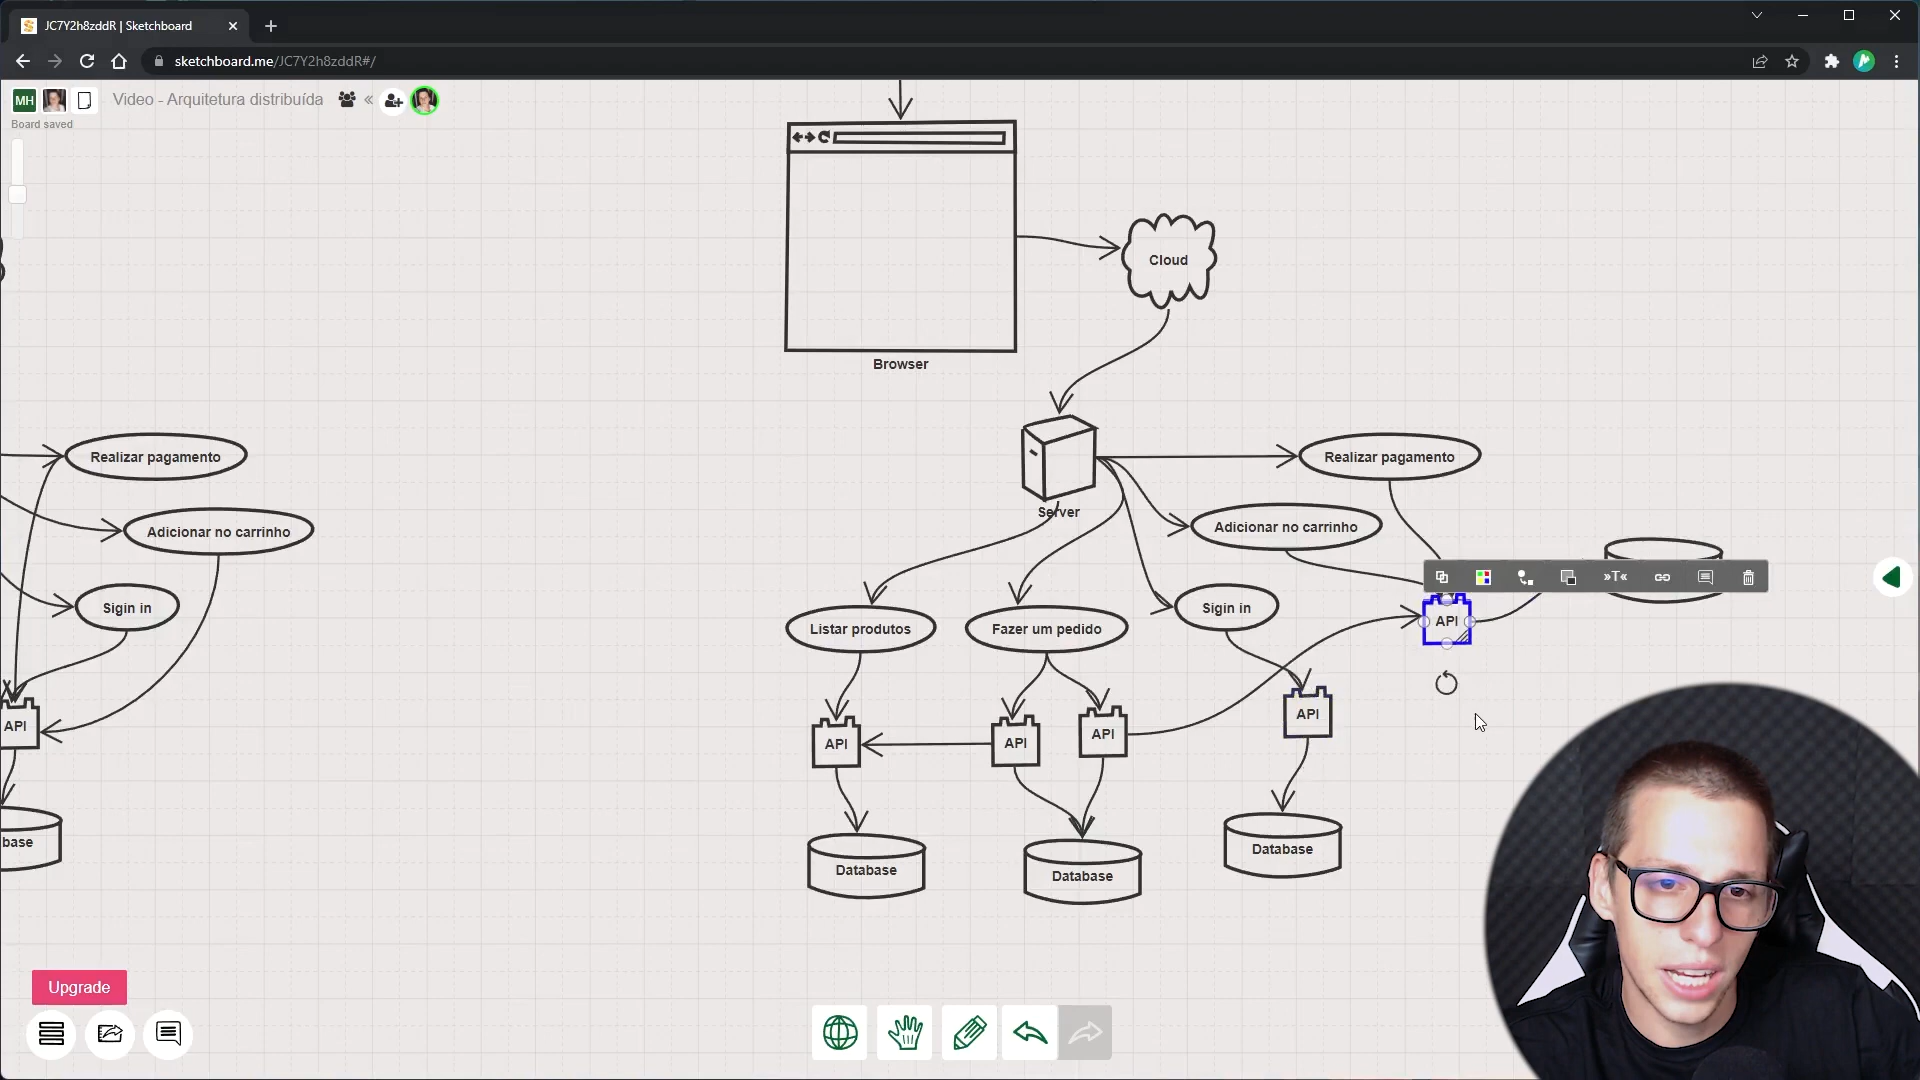 JC7Y2h8zddR | Sketchboard
sketchboard.me/JC7Y2h8zddR#/
MH
Video - Arquitetura distribuída
Board saved
Cloud
Browser
Realizar pagamento
Adicionar no carrinho
Sigin in
API
base
Server
Realizar pagamento
Adicionar no carrinho
Sigin in
Listar produtos
Fazer um pedido
»T«
API
API
API
API
API
Database
Database
Database
Upgrade